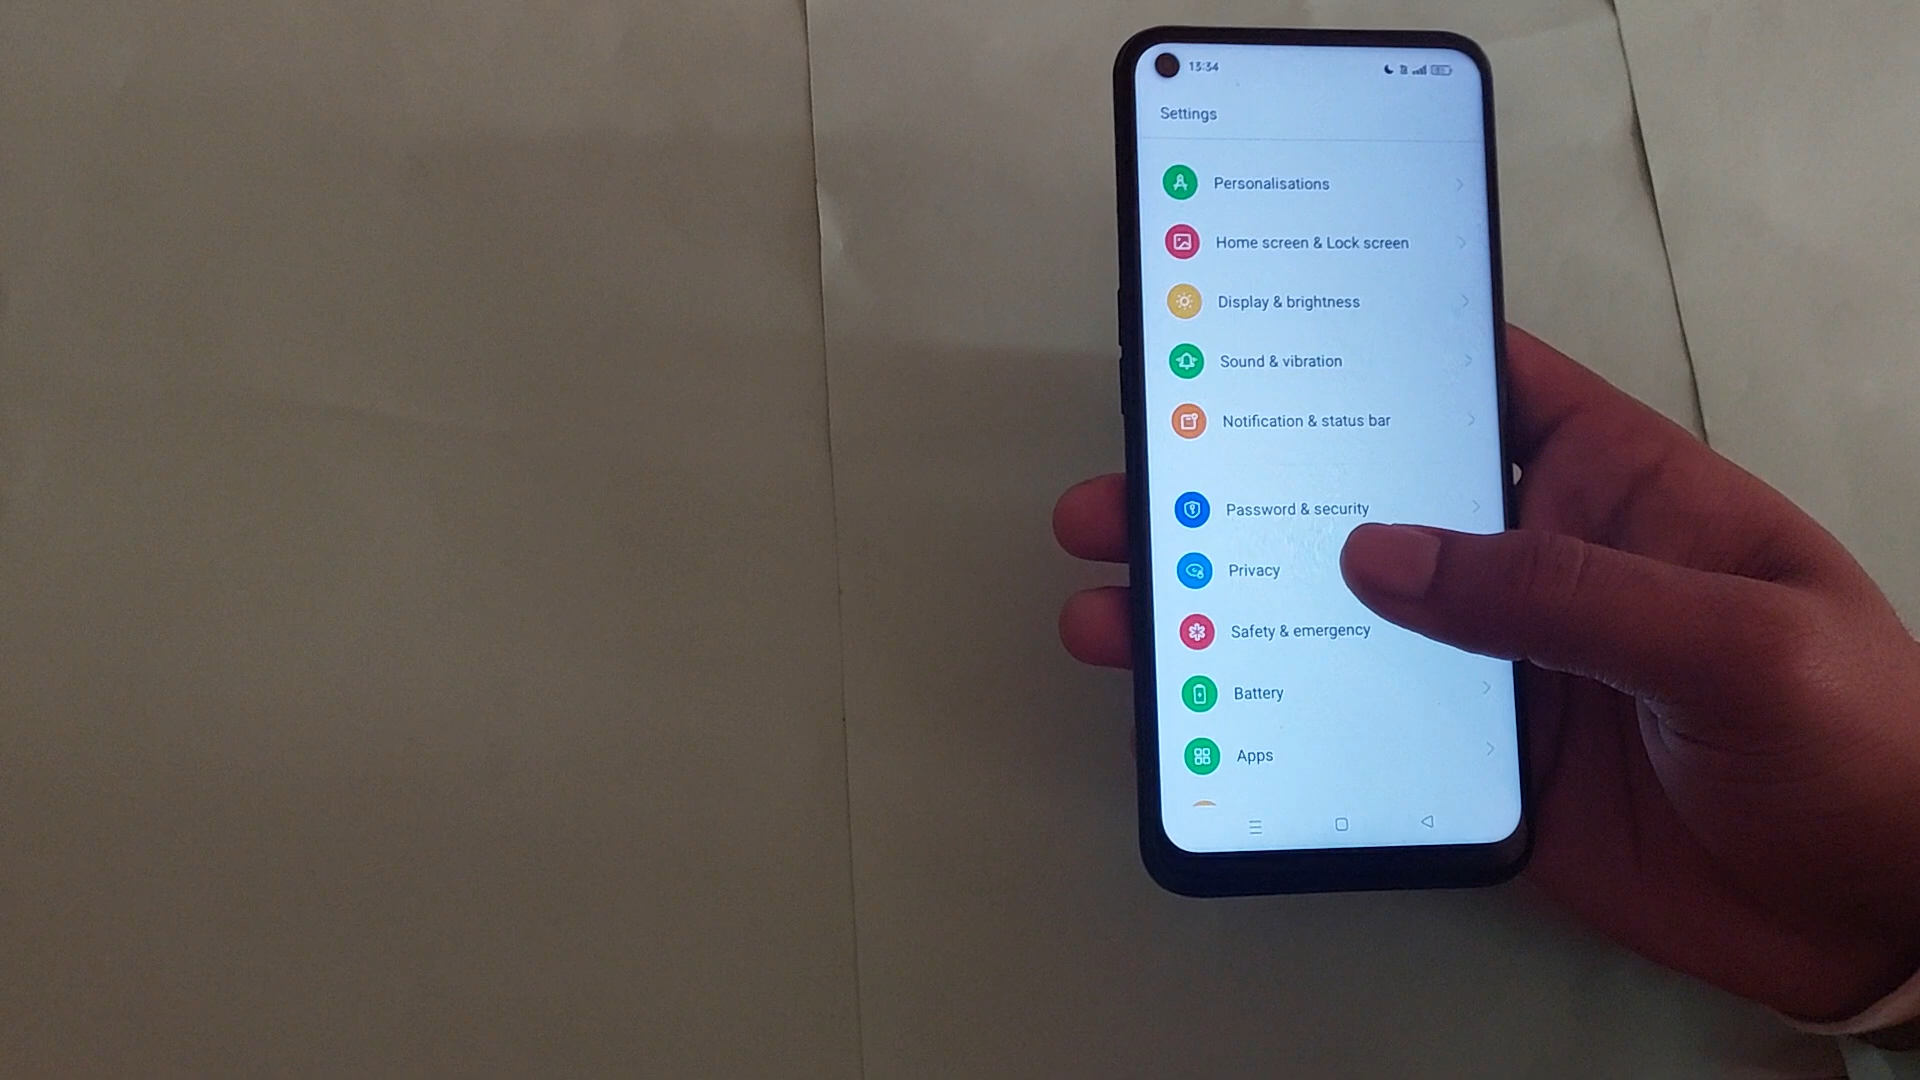 13:34
Settings
Personalisations
Home screen & Lock screen
Display & brightness
Sound & vibration
Notification & status bar
Password & security
Privacy
Safety & emergency
Battery
Apps